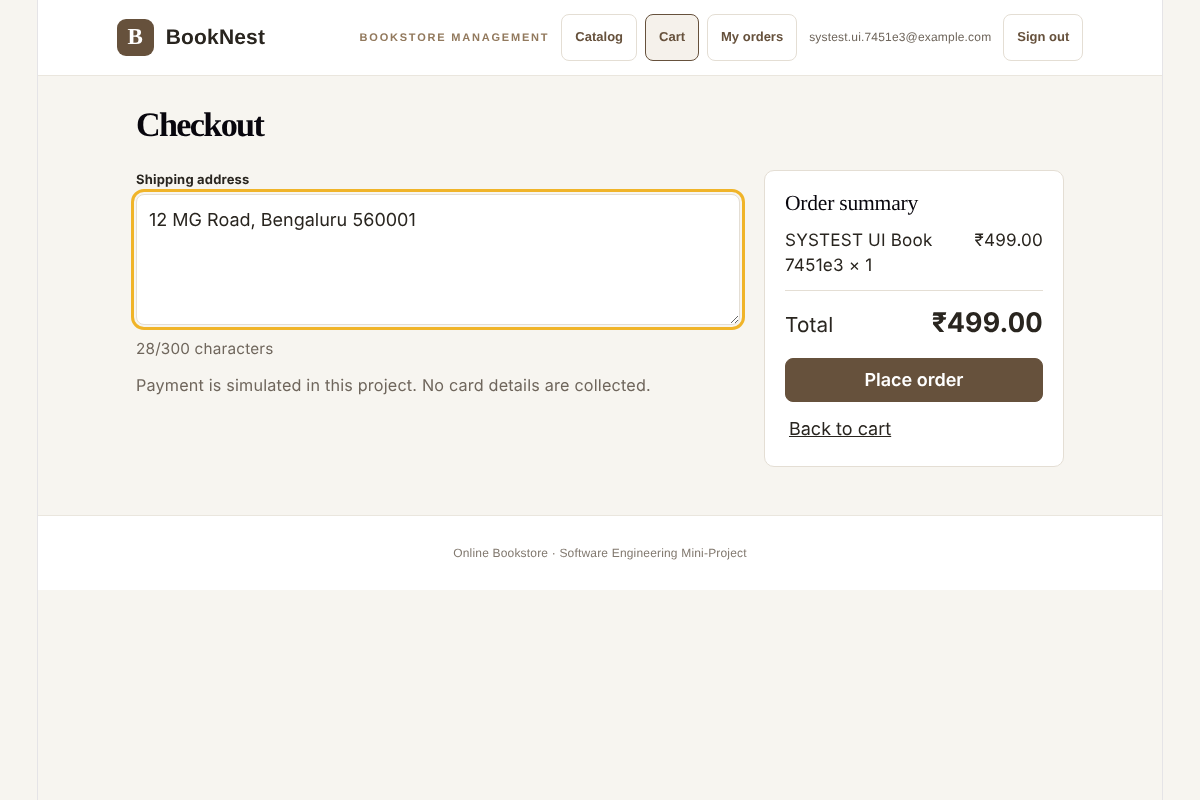 B BookNest
BOOKSTORE MANAGEMENT Catalog Cart My orders systest.ui.7451e3@example.com Sign out
Checkout
Shipping address
12 MG Road, Bengaluru 560001
28/300 characters
Payment is simulated in this project. No card details are collected.
Order summary
SYSTEST UI Book 7451e3 × 1 ₹499.00
Total ₹499.00
Place order
Back to cart
Online Bookstore · Software Engineering Mini-Project